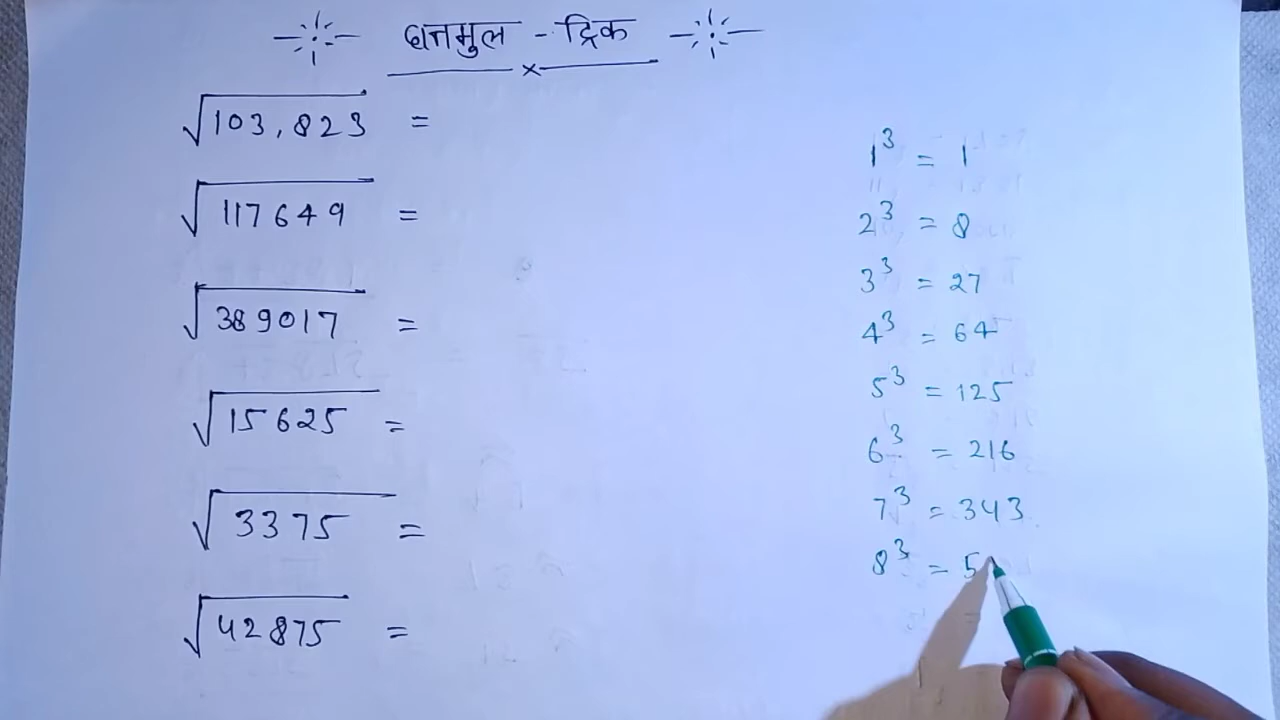 घनमुल - ट्रिक
√103,823 =
√117649 =
√389017 =
√15625 =
√3375 =
√42875 =
1³ = 1
2³ = 8
3³ = 27
4³ = 64
5³ = 125
6³ = 216
7³ = 343
8³ = 5